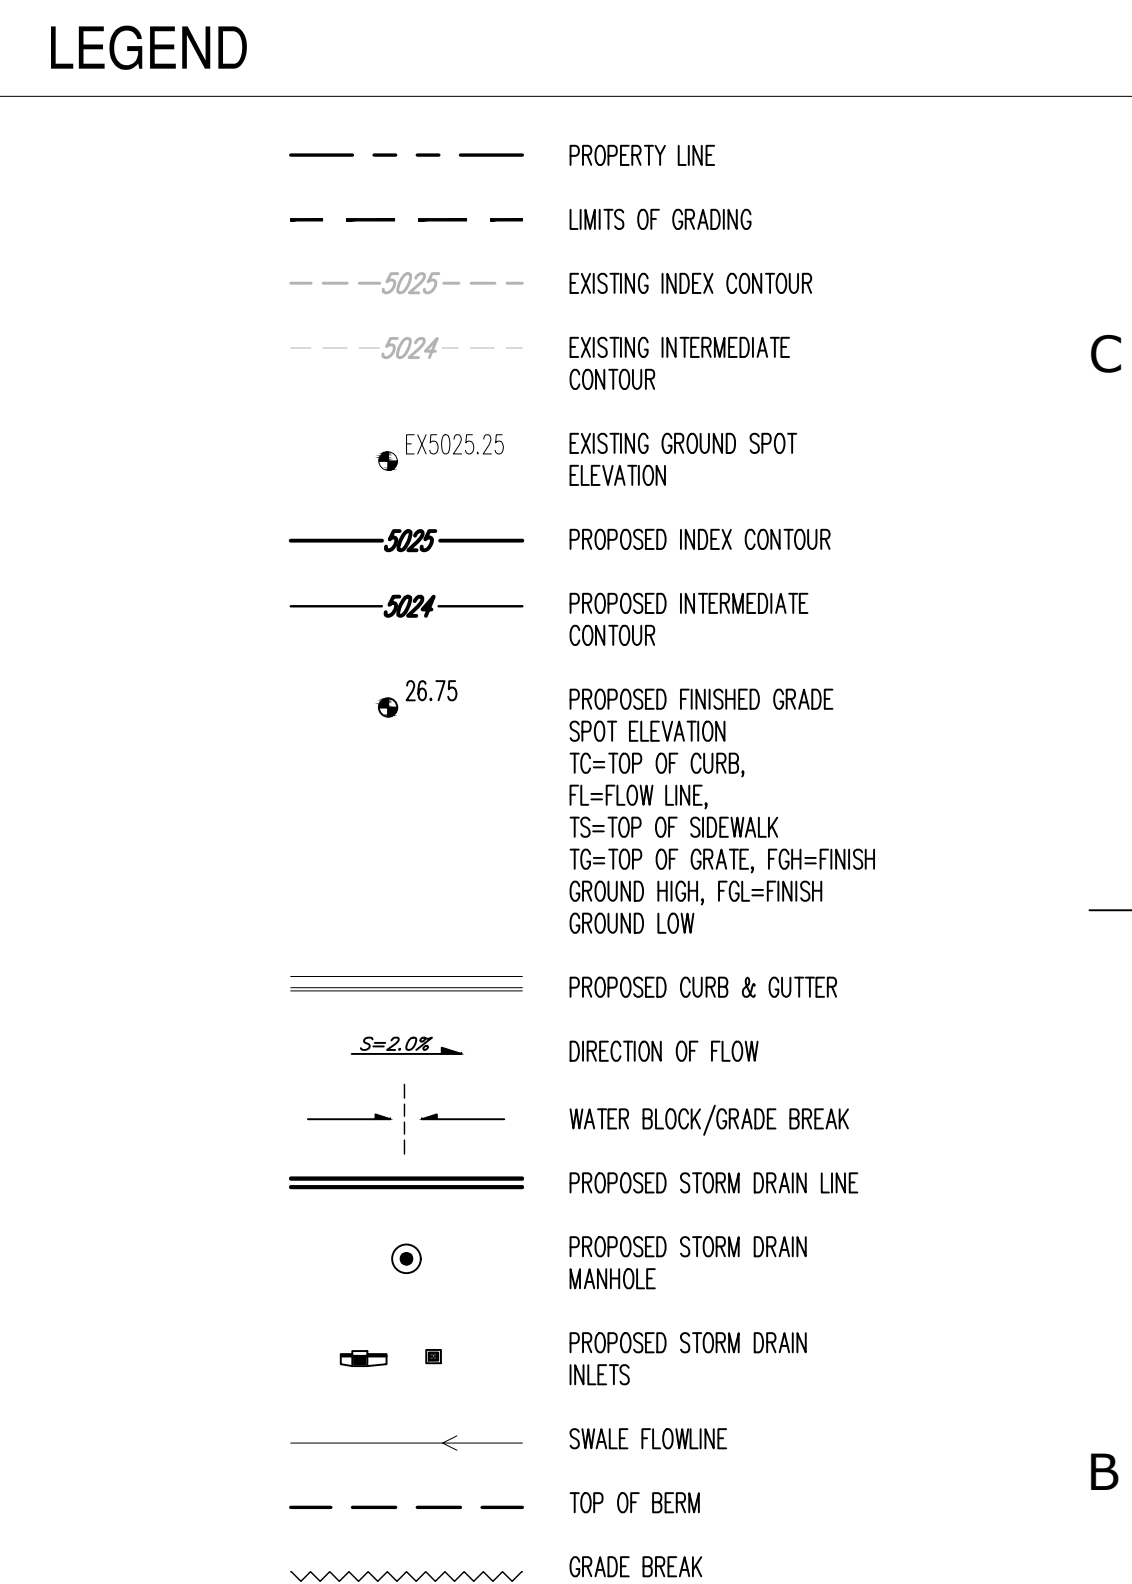 LEGEND
PROPERTY LINE
LIMITS OF GRADING
5025 EXISTING INDEX CONTOUR
5024 EXISTING INTERMEDIATE
CONTOUR
C
EX5025.25 EXISTING GROUND SPOT
ELEVATION
5025 PROPOSED INDEX CONTOUR
5024 PROPOSED INTERMEDIATE
CONTOUR
26.75 PROPOSED FINISHED GRADE
SPOT ELEVATION
TC=TOP OF CURB,
FL=FLOW LINE,
TS=TOP OF SIDEWALK
TG=TOP OF GRATE, FGH=FINISH
GROUND HIGH, FGL=FINISH
GROUND LOW
PROPOSED CURB & GUTTER
S=2.0% DIRECTION OF FLOW
WATER BLOCK/GRADE BREAK
PROPOSED STORM DRAIN LINE
PROPOSED STORM DRAIN
MANHOLE
PROPOSED STORM DRAIN
INLETS
SWALE FLOWLINE
B
TOP OF BERM
GRADE BREAK